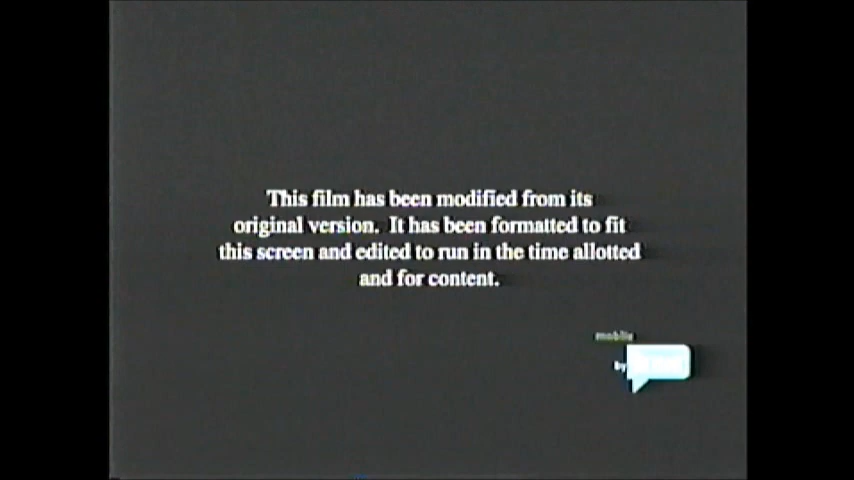 This film has been modified from its
original version. It has been formatted to fit
this screen and edited to run in the time allotted
and for content.
mobile
by